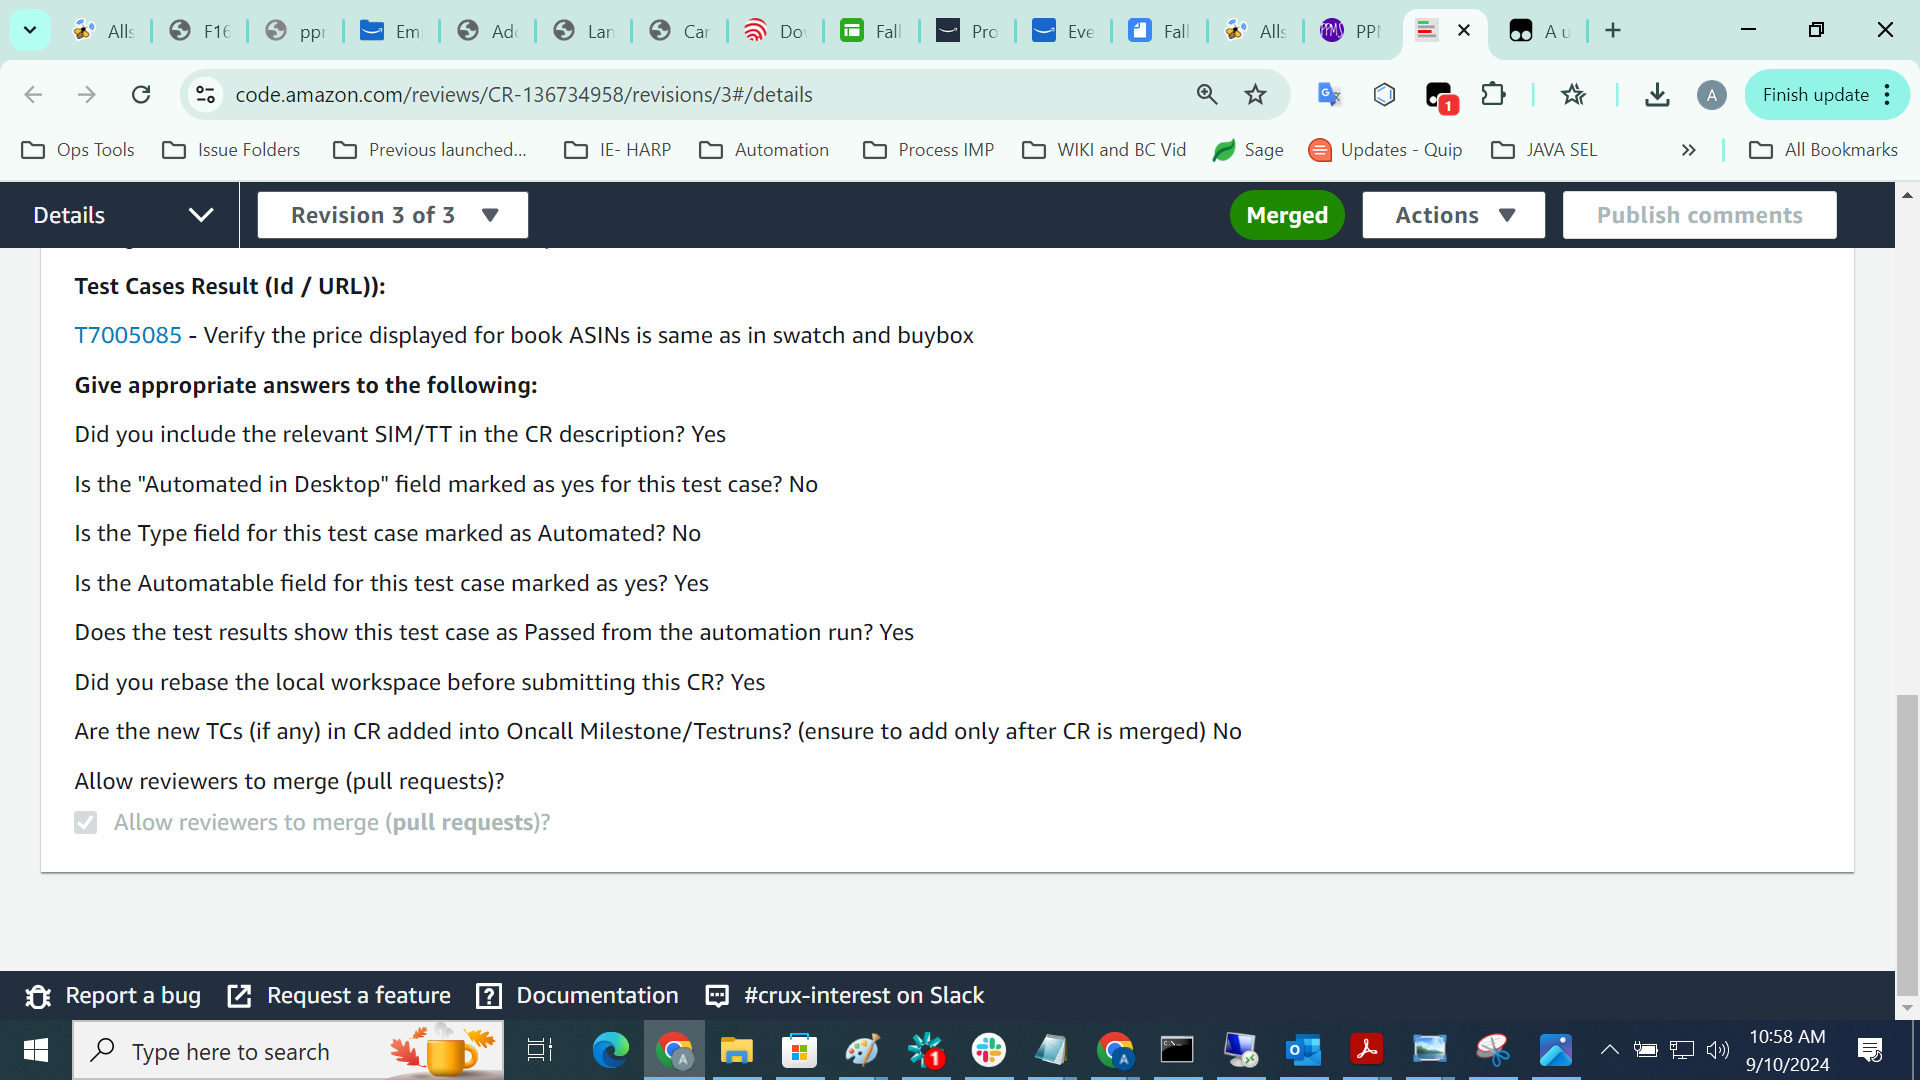 Alls
F16
ppr
Em
Add
Lan
Car
Do
Fall
Pro
Eve
Fall
Alls
PPM
A u
code.amazon.com/reviews/CR-136734958/revisions/3#/details
1
A
Finish update
Ops Tools
Issue Folders
Previous launched...
IE- HARP
Automation
Process IMP
WIKI and BC Vid
Sage
Updates - Quip
JAVA SEL
All Bookmarks
Details
Revision 3 of 3
Merged
Actions
Publish comments
Test Cases Result (Id / URL)):
T7005085 - Verify the price displayed for book ASINs is same as in swatch and buybox
Give appropriate answers to the following:
Did you include the relevant SIM/TT in the CR description? Yes
Is the "Automated in Desktop" field marked as yes for this test case? No
Is the Type field for this test case marked as Automated? No
Is the Automatable field for this test case marked as yes? Yes
Does the test results show this test case as Passed from the automation run? Yes
Did you rebase the local workspace before submitting this CR? Yes
Are the new TCs (if any) in CR added into Oncall Milestone/Testruns? (ensure to add only after CR is merged) No
Allow reviewers to merge (pull requests)?
Allow reviewers to merge (pull requests)?
Report a bug
Request a feature
Documentation
#crux-interest on Slack
Type here to search
1
10:58 AM
9/10/2024